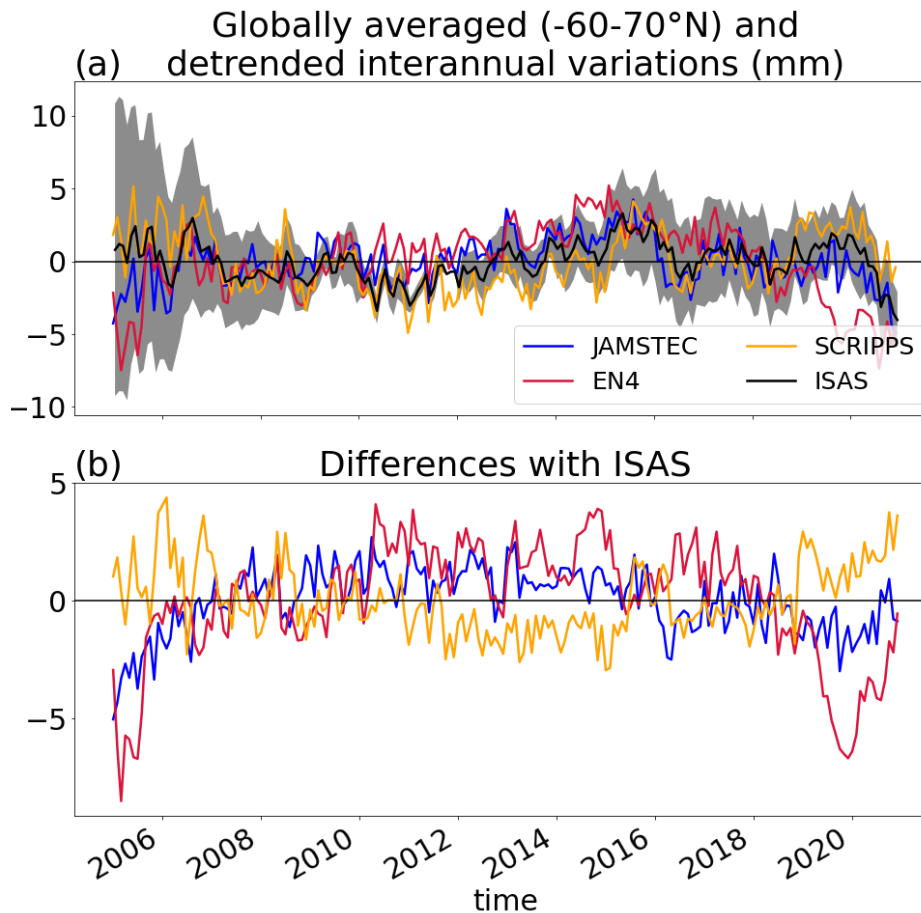 Globally averaged (-60-70°N) and
(a) detrended interannual variations (mm)
10
5
0
−5
−10
JAMSTEC SCRIPPS
EN4 ISAS
(b) Differences with ISAS
5
0
−5
2006 2008 2010 2012 2014 2016 2018 2020
time